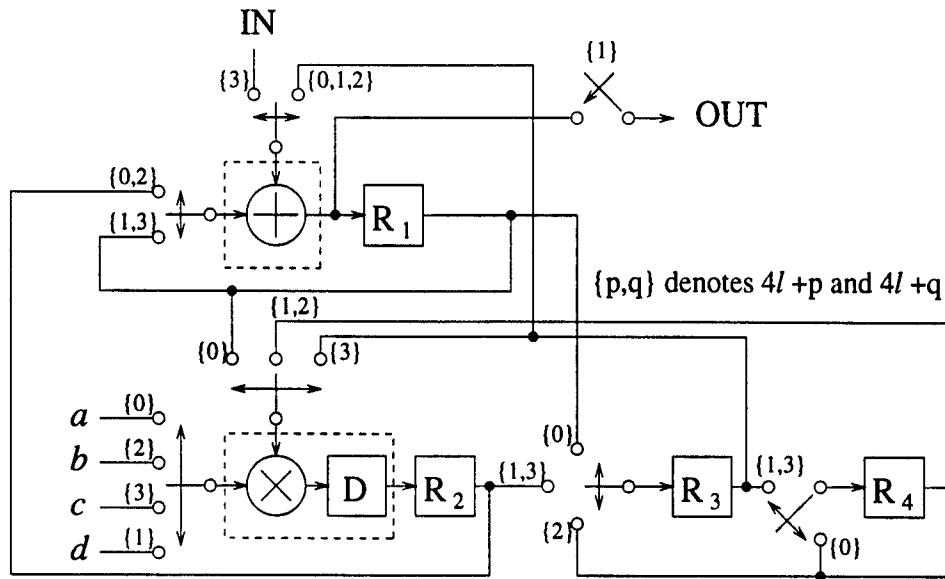 IN
{1}
{3}
{0,1,2}
OUT
{0,2}
R1
{1,3}
{p,q} denotes 4l+p and 4l+q
{1,2}
{0}
{3}
a
{0}
b
{2}
c
{3}
d
{1}
D
R2
{1,3}
{0}
{2}
R3
{1,3}
R4
{0}